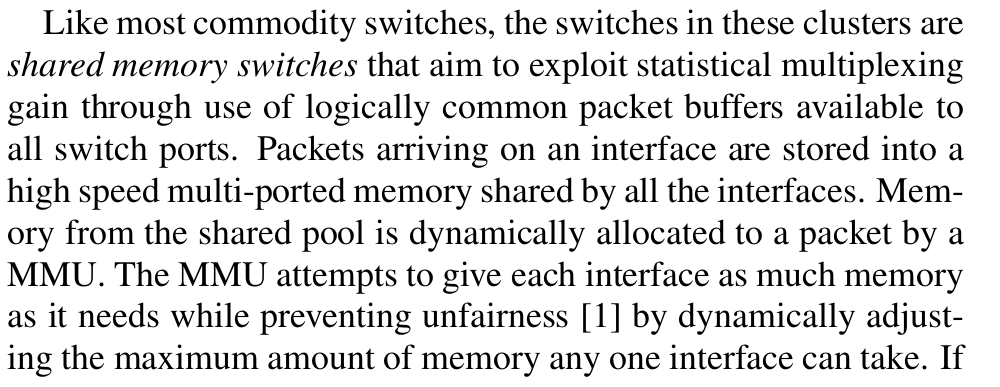 Like most commodity switches, the switches in these clusters are
shared memory switches that aim to exploit statistical multiplexing
gain through use of logically common packet buffers available to
all switch ports. Packets arriving on an interface are stored into a
high speed multi-ported memory shared by all the interfaces. Mem-
ory from the shared pool is dynamically allocated to a packet by a
MMU. The MMU attempts to give each interface as much memory
as it needs while preventing unfairness [1] by dynamically adjust-
ing the maximum amount of memory any one interface can take. If